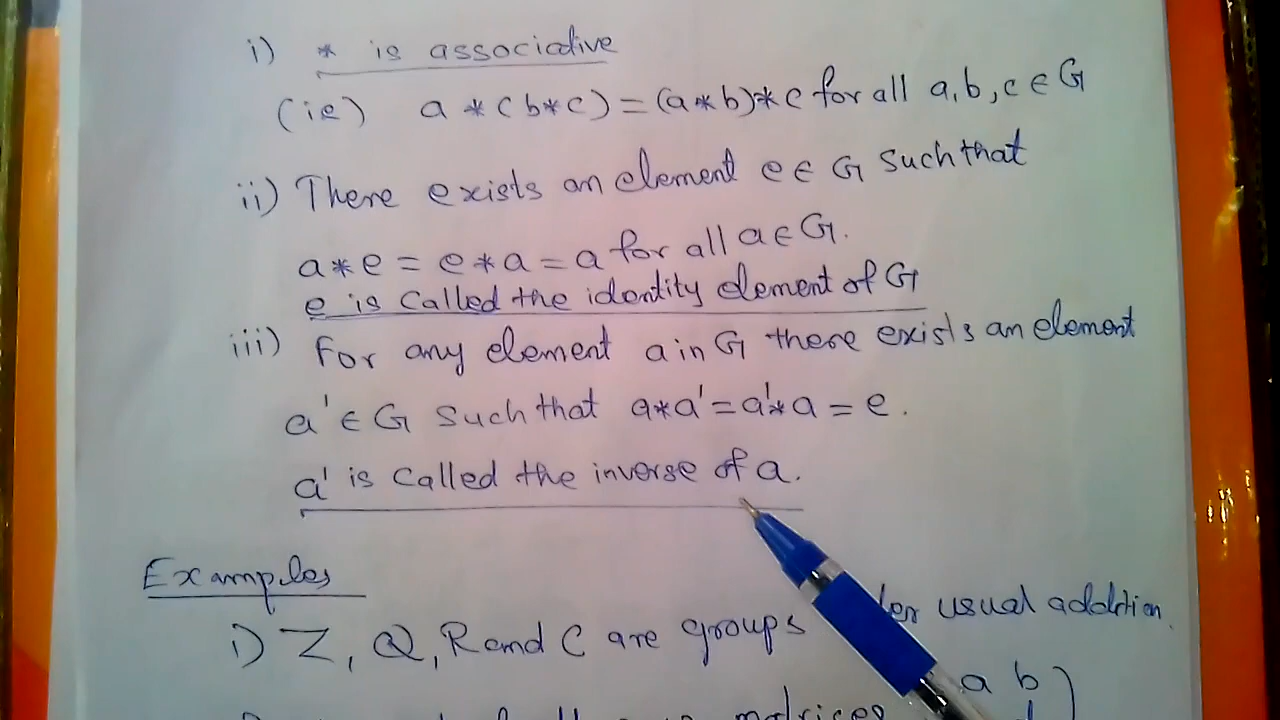 i) * is associative
(ie) a * (b*c) = (a*b)*c for all a,b,c ∈ G
ii) There exists an element e ∈ G such that
a*e = e*a = a for all a ∈ G.
e is called the identity element of G
iii) For any element a in G there exists an element
a' ∈ G such that a*a' = a'*a = e.
a' is called the inverse of a.
Examples
1) Z, Q, R and C are groups usual addition.
matrices a b